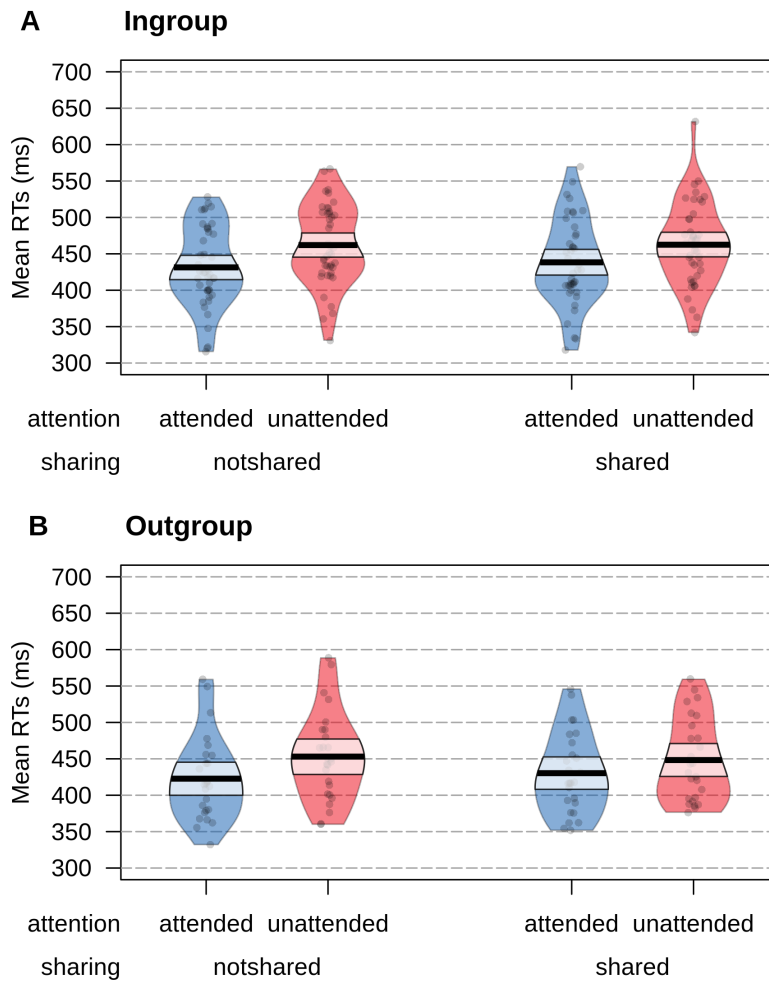 A Ingroup
700
650
600
550
500
450
400
350
300
Mean RTs (ms)
attention attended unattended attended unattended
sharing notshared shared
B Outgroup
700
650
600
550
500
450
400
350
300
Mean RTs (ms)
attention attended unattended attended unattended
sharing notshared shared